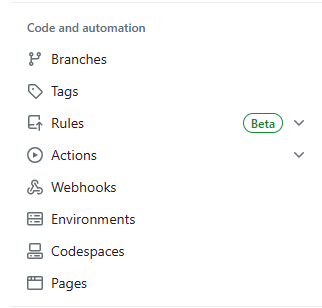 Code and automation
Branches
Tags
Rules Beta
Actions
Webhooks
Environments
Codespaces
Pages